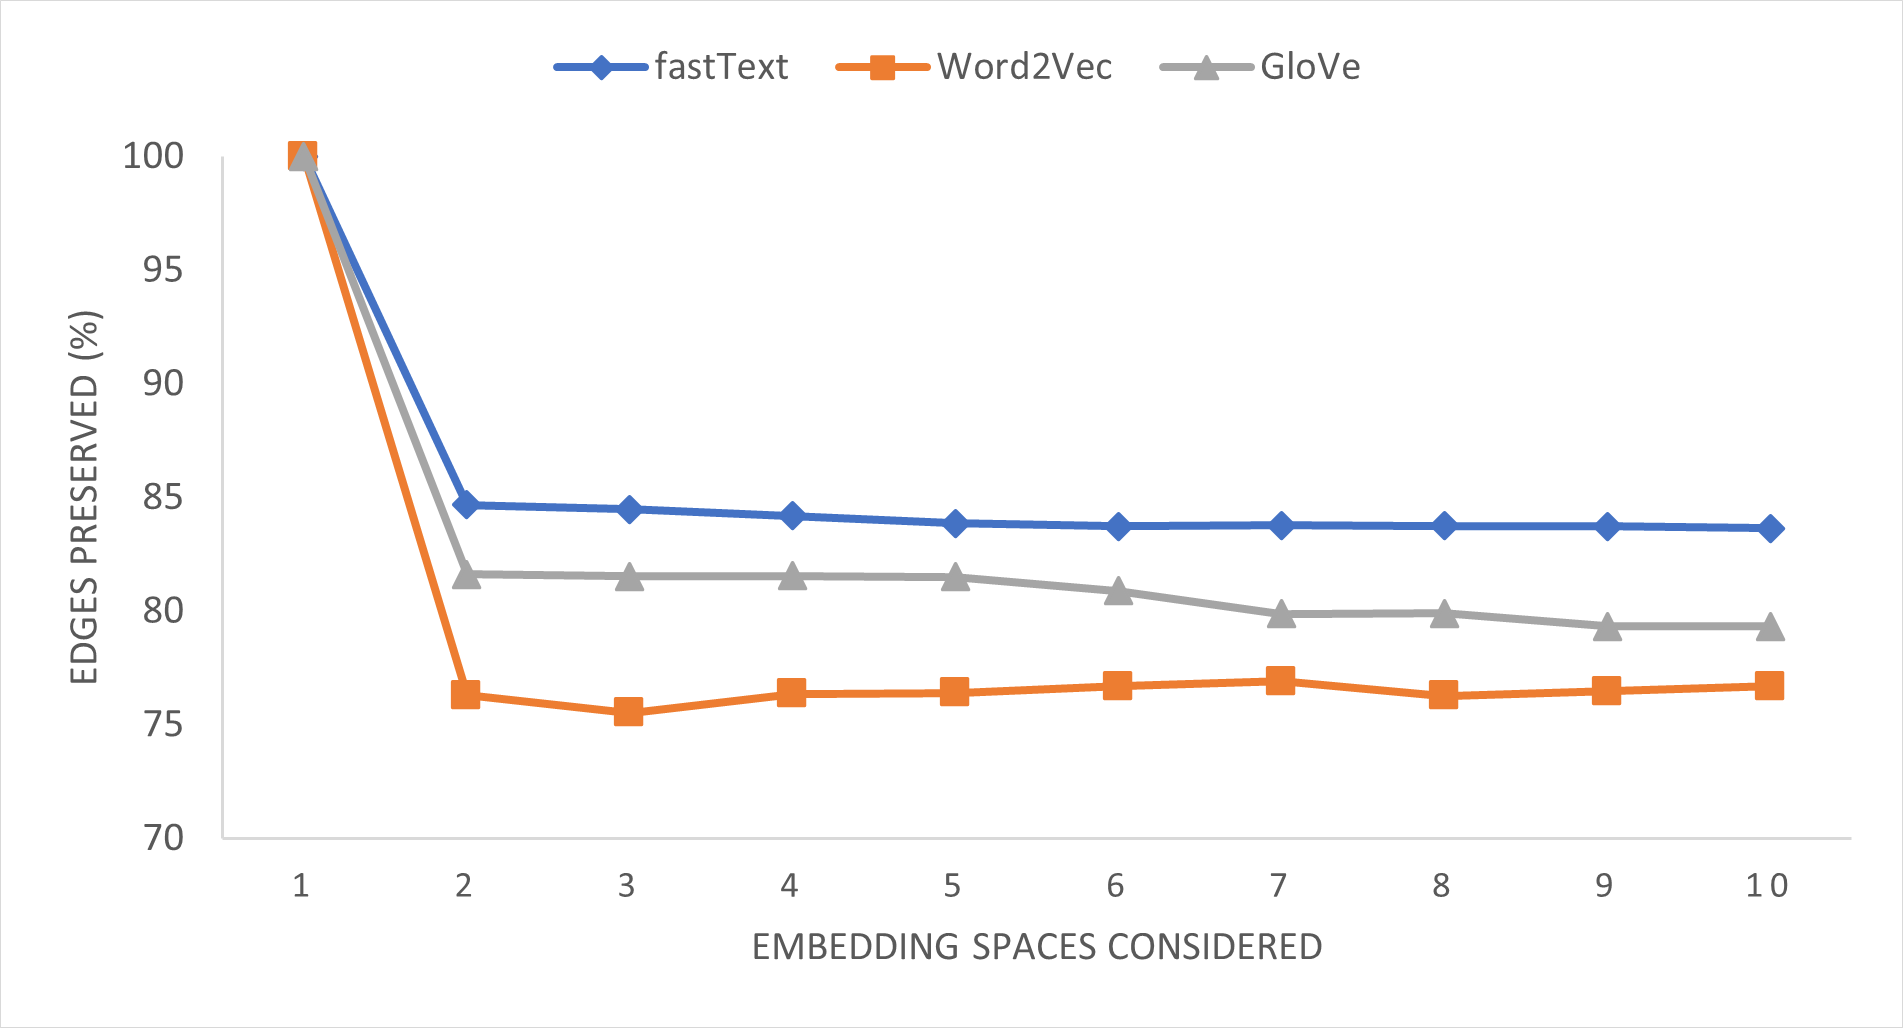 fastText Word2Vec GloVe
100
95
90
85
80
75
70
EDGES PRESERVED (%)
1 2 3 4 5 6 7 8 9 10
EMBEDDING SPACES CONSIDERED